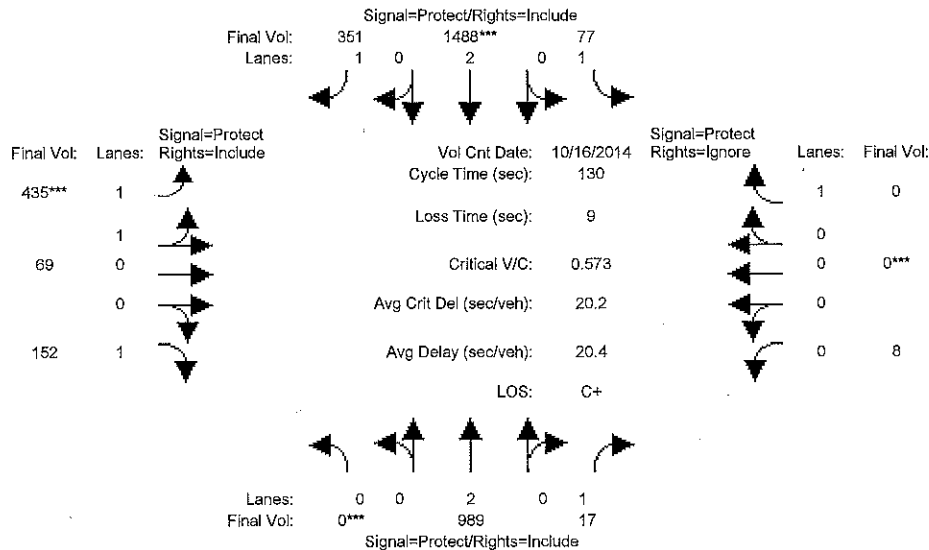 Signal=Protect/Rights=Include
Final Vol: 351 1488*** 77
Lanes: 1 0 2 0 1
Signal=Protect
Rights=Include
Final Vol: Lanes:
435*** 1
1
69 0
0
152 1
Vol Cnt Date: 10/16/2014
Cycle Time (sec): 130
Loss Time (sec): 9
Critical V/C: 0.573
Avg Crit Del (sec/veh): 20.2
Avg Delay (sec/veh): 20.4
LOS: C+
Signal=Protect
Rights=Ignore
Lanes: Final Vol:
1 0
0
0 0***
0
0 8
Lanes: 0 0 2 0 1
Final Vol: 0*** 989 17
Signal=Protect/Rights=Include